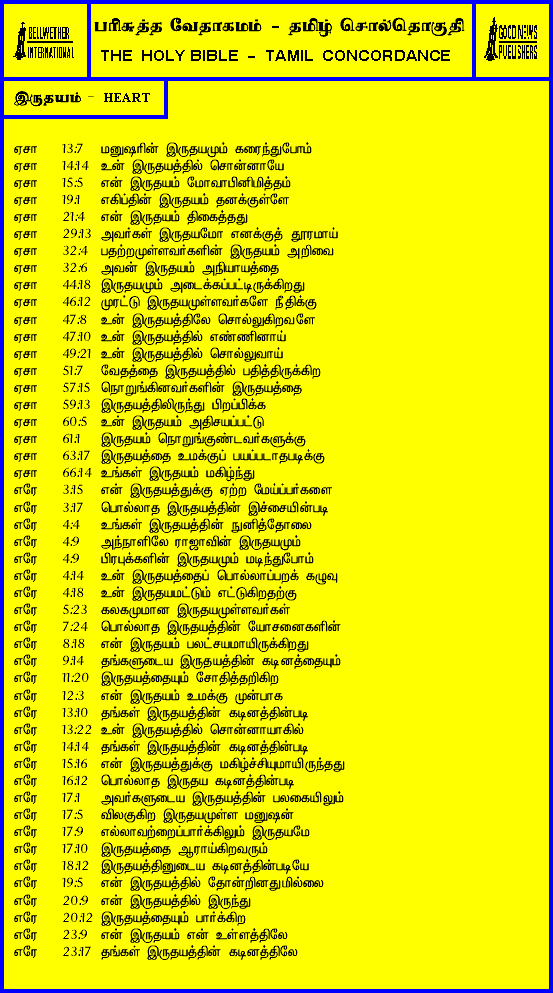 BELLWETHER
INTERNATIONAL
பரிசுத்த வேதாகமம் - தமிழ் சொல்தொகுதி
THE HOLY BIBLE - TAMIL CONCORDANCE
GOOD NEWS
PUBLISHERS
இருதயம் - HEART
ஏசா 13:7 மனுஷரின் இருதயமும் கரைந்துபோம்
ஏசா 14:14 உன் இருதயத்தில் சொன்னாயே
ஏசா 15:5 என் இருதயம் மோவாபினிமித்தம்
ஏசா 19:1 எகிப்தின் இருதயம் தனக்குள்ளே
ஏசா 21:4 என் இருதயம் திகைத்தது
ஏசா 29:13 அவர்கள் இருதயமோ எனக்குத் தூரமாய்
ஏசா 32:4 பதற்றமுள்ளவர்களின் இருதயம் அறிவை
ஏசா 32:6 அவன் இருதயம் அநியாயத்தை
ஏசா 44:18 இருதயமும் அடைக்கப்பட்டிருக்கிறது
ஏசா 46:12 முரட்டு இருதயமுள்ளவர்களே நீதிக்கு
ஏசா 47:8 உன் இருதயத்திலே சொல்லுகிறவளே
ஏசா 47:10 உன் இருதயத்தில் எண்ணினாய்
ஏசா 49:21 உன் இருதயத்தில் சொல்லுவாய்
ஏசா 51:7 வேதத்தை இருதயத்தில் பதித்திருக்கிற
ஏசா 57:15 நொறுங்கினவர்களின் இருதயத்தை
ஏசா 59:13 இருதயத்திலிருந்து பிறப்பிக்க
ஏசா 60:5 உன் இருதயம் அதிசயப்பட்டு
ஏசா 61:1 இருதயம் நொறுங்குண்டவர்களுக்கு
ஏசா 63:17 இருதயத்தை உமக்குப் பயப்படாதபடிக்கு
ஏசா 66:14 உங்கள் இருதயம் மகிழ்ந்து
எரே 3:15 என் இருதயத்துக்கு ஏற்ற மேய்ப்பர்களை
எரே 3:17 பொல்லாத இருதயத்தின் இச்சையின்படி
எரே 4:4 உங்கள் இருதயத்தின் நுனித்தோலை
எரே 4:9 அந்நாளிலே ராஜாவின் இருதயமும்
எரே 4:9 பிரபுக்களின் இருதயமும் மடிந்துபோம்
எரே 4:14 உன் இருதயத்தைப் பொல்லாப்பறக் கழுவு
எரே 4:18 உன் இருதயமட்டும் எட்டுகிறதற்கு
எரே 5:23 கலகமுமான இருதயமுள்ளவர்கள்
எரே 7:24 பொல்லாத இருதயத்தின் யோசனைகளின்
எரே 8:18 என் இருதயம் பலட்சயமாயிருக்கிறது
எரே 9:14 தங்களுடைய இருதயத்தின் கடினத்தையும்
எரே 11:20 இருதயத்தையும் சோதித்தறிகிற
எரே 12:3 என் இருதயம் உமக்கு முன்பாக
எரே 13:10 தங்கள் இருதயத்தின் கடினத்தின்படி
எரே 13:22 உன் இருதயத்தில் சொன்னாயாகில்
எரே 14:14 தங்கள் இருதயத்தின் கடினத்தின்படி
எரே 15:16 என் இருதயத்துக்கு மகிழ்ச்சியுமாயிருந்தது
எரே 16:12 பொல்லாத இருதய கடினத்தின்படி
எரே 17:1 அவர்களுடைய இருதயத்தின் பலகையிலும்
எரே 17:5 விலகுகிற இருதயமுள்ள மனுஷன்
எரே 17:9 எல்லாவற்றைப்பார்க்கிலும் இருதயமே
எரே 17:10 இருதயத்தை ஆராய்கிறவரும்
எரே 18:12 இருதயத்தினுடைய கடினத்தின்படியே
எரே 19:5 என் இருதயத்தில் தோன்றினதுமில்லை
எரே 20:9 என் இருதயத்தில் இருந்து
எரே 20:12 இருதயத்தையும் பார்க்கிற
எரே 23:9 என் இருதயம் என் உள்ளத்திலே
எரே 23:17 தங்கள் இருதயத்தின் கடினத்திலே